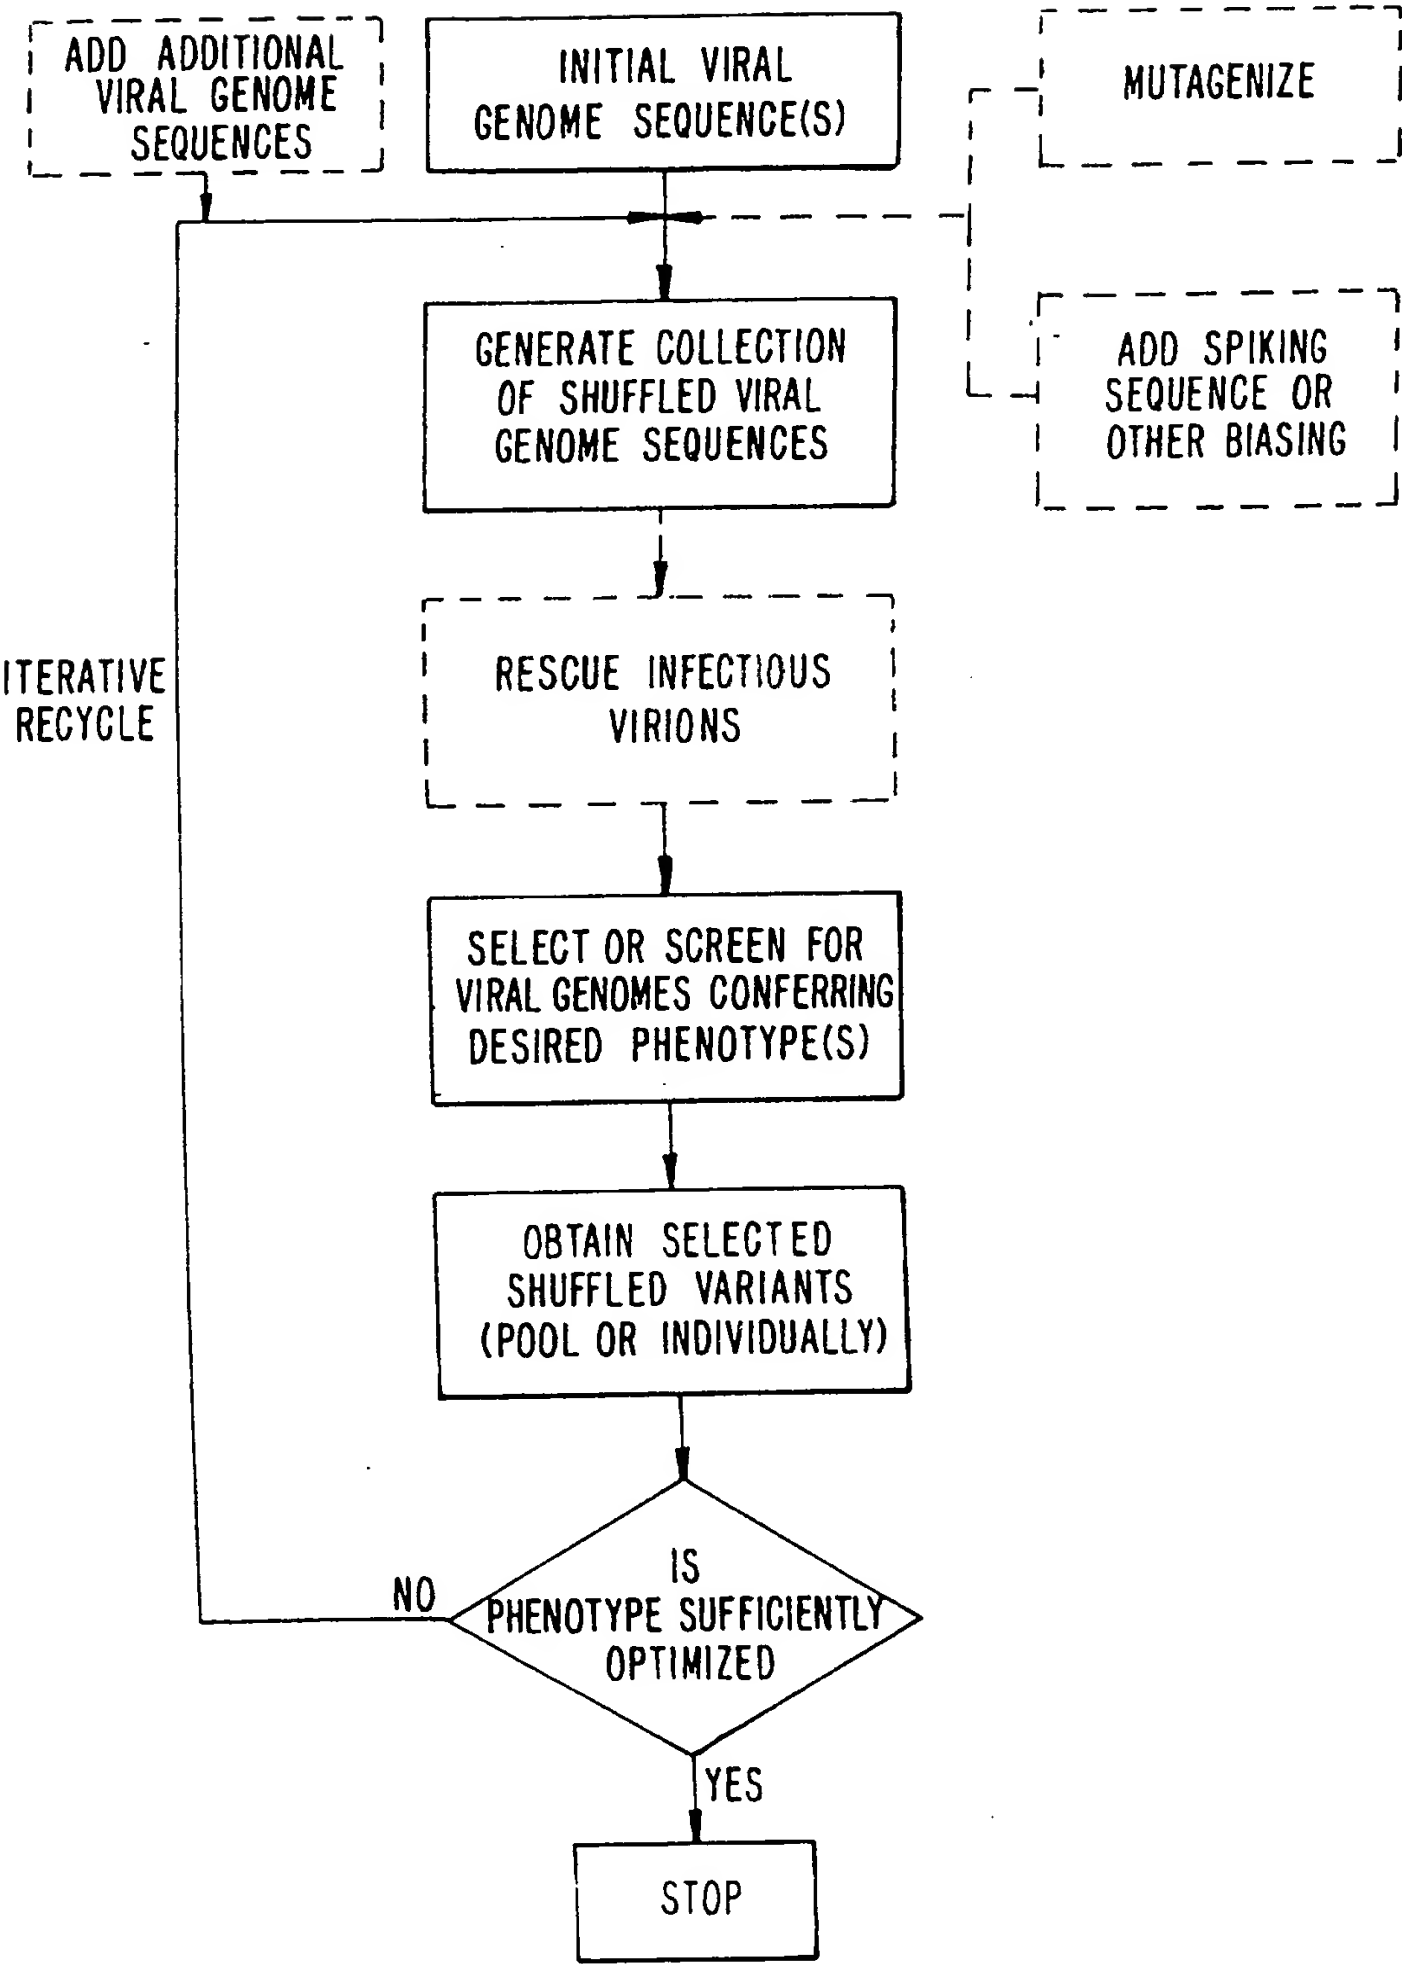 ADD ADDITIONAL
VIRAL GENOME
SEQUENCES
INITIAL VIRAL
GENOME SEQUENCE(S)
MUTAGENIZE
GENERATE COLLECTION
OF SHUFFLED VIRAL
GENOME SEQUENCES
ADD SPIKING
SEQUENCE OR
OTHER BIASING
ITERATIVE
RECYCLE
RESCUE INFECTIOUS
VIRIONS
SELECT OR SCREEN FOR
VIRAL GENOMES CONFERRING
DESIRED PHENOTYPE(S)
OBTAIN SELECTED
SHUFFLED VARIANTS
(POOL OR INDIVIDUALLY)
NO
IS
PHENOTYPE SUFFICIENTLY
OPTIMIZED
YES
STOP